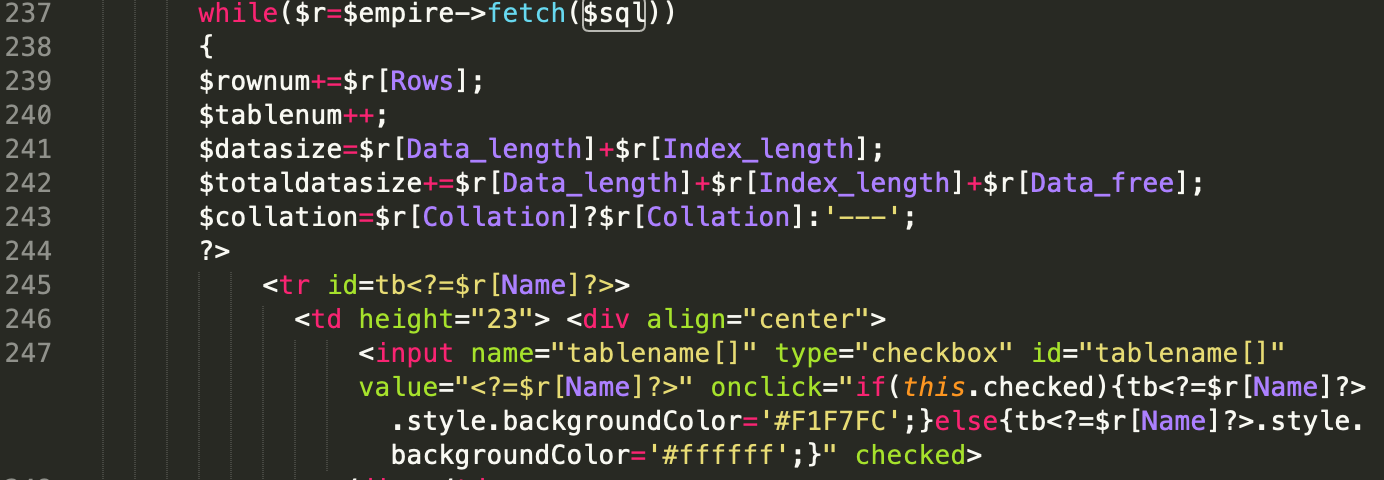 237 while($r=$empire->fetch($sql))
238 {
239 $rownum+=$r[Rows];
240 $tablenum++;
241 $datasize=$r[Data_length]+$r[Index_length];
242 $totaldatasize+=$r[Data_length]+$r[Index_length]+$r[Data_free];
243 $collation=$r[Collation]?$r[Collation]:'---';
244 ?>
245 <tr id=tb<?=$r[Name]?>>
246 <td height="23"> <div align="center">
247 <input name="tablename[]" type="checkbox" id="tablename[]"
value="<?=$r[Name]?>" onclick="if(this.checked){tb<?=$r[Name]?>
.style.backgroundColor='#F1F7FC';}else{tb<?=$r[Name]?>.style.
backgroundColor='#ffffff';}" checked>